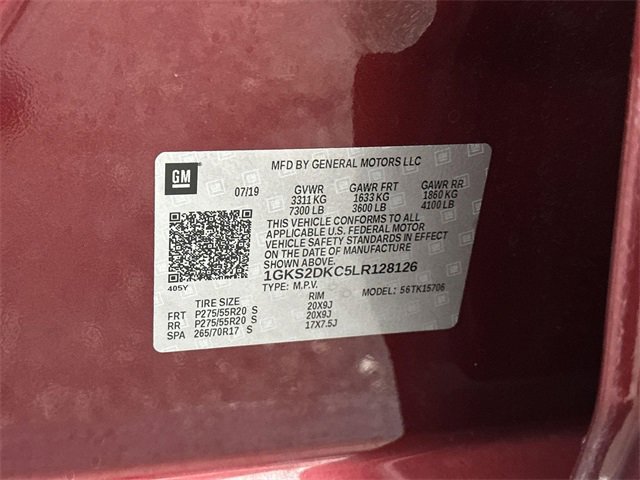 GM
MFD BY GENERAL MOTORS LLC
07/19 GVWR GAWR FRT GAWR RR
3311 KG 1633 KG 1860 KG
7300 LB 3600 LB 4100 LB
THIS VEHICLE CONFORMS TO ALL
APPLICABLE U.S. FEDERAL MOTOR
VEHICLE SAFETY STANDARDS IN EFFECT
ON THE DATE OF MANUFACTURE
1GKS2DKC5LR128126
405Y
TYPE: M.P.V. MODEL: 56TK15706
TIRE SIZE RIM
FRT P275/55R20 S 20X9J
RR P275/55R20 S 20X9J
SPA 265/70R17 S 17X7.5J